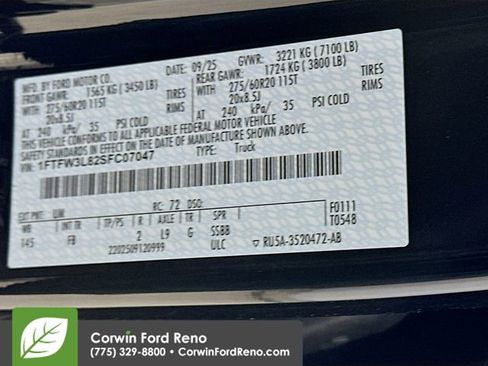 MFD. BY FORD MOTOR CO.
DATE: 09/25 GVWR: 3221 KG ( 7100 LB)
FRONT GAWR: 1565 KG ( 3450 LB) REAR GAWR: 1724 KG ( 3800 LB)
275/60R20 115T TIRES 275/60R20 115T TIRES
20x8.5J RIMS 20x8.5J RIMS
AT 240 kPa/ 35 PSI COLD AT 240 kPa/ 35 PSI COLD
THIS VEHICLE CONFORMS TO ALL APPLICABLE FEDERAL MOTOR VEHICLE SAFETY AND THEFT PREVENTION STANDARDS IN EFFECT ON THE DATE OF MANUFACTURE SHOWN ABOVE.
VIN: 1FTFW3L82SFC07047 TYPE: Truck
EXT PNT: UM RC: 72 DSO:
WB INT TR TP/PS R AXLE TR SPR
145 FB 2 L9 G SSBB
2202509120999 ULC
F0111
T0548
▽ RU5A-3520472-AB
Corwin Ford Reno
(775) 329-8800 • CorwinFordReno.com